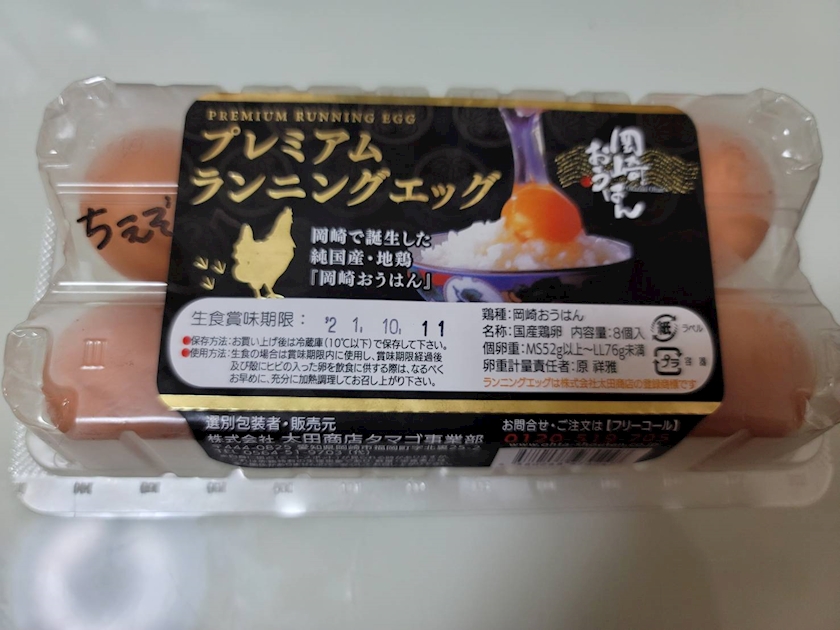 PREMIUM RUNNING EGG
プレミアム
ランニングエッグ
岡崎おうはん
ちえぞ
岡崎で誕生した
純国産・地鶏
『岡崎おうはん』
生食賞味期限： '21, 10, 11
●保存方法：お買い上げ後は冷蔵庫(10℃以下)で保存して下さい。
●使用方法：生食の場合は賞味期限内に使用し、賞味期限経過後
及び殻にヒビの入った卵を飲食に供する際は、なるべく
お早めに、充分に加熱調理してお召し上がり下さい。
鶏種：岡崎おうはん
名称：国産鶏卵 内容量：8個入
個卵重：MS52g以上〜LL76g未満
卵重計量責任者：原 祥雅
ランニングエッグは株式会社太田商店の登録商標です
紙 ラベル
プラ
選別包装者・販売元
株式会社 太田商店タマゴ事業部
お問合せ・ご注文は【フリーコール】